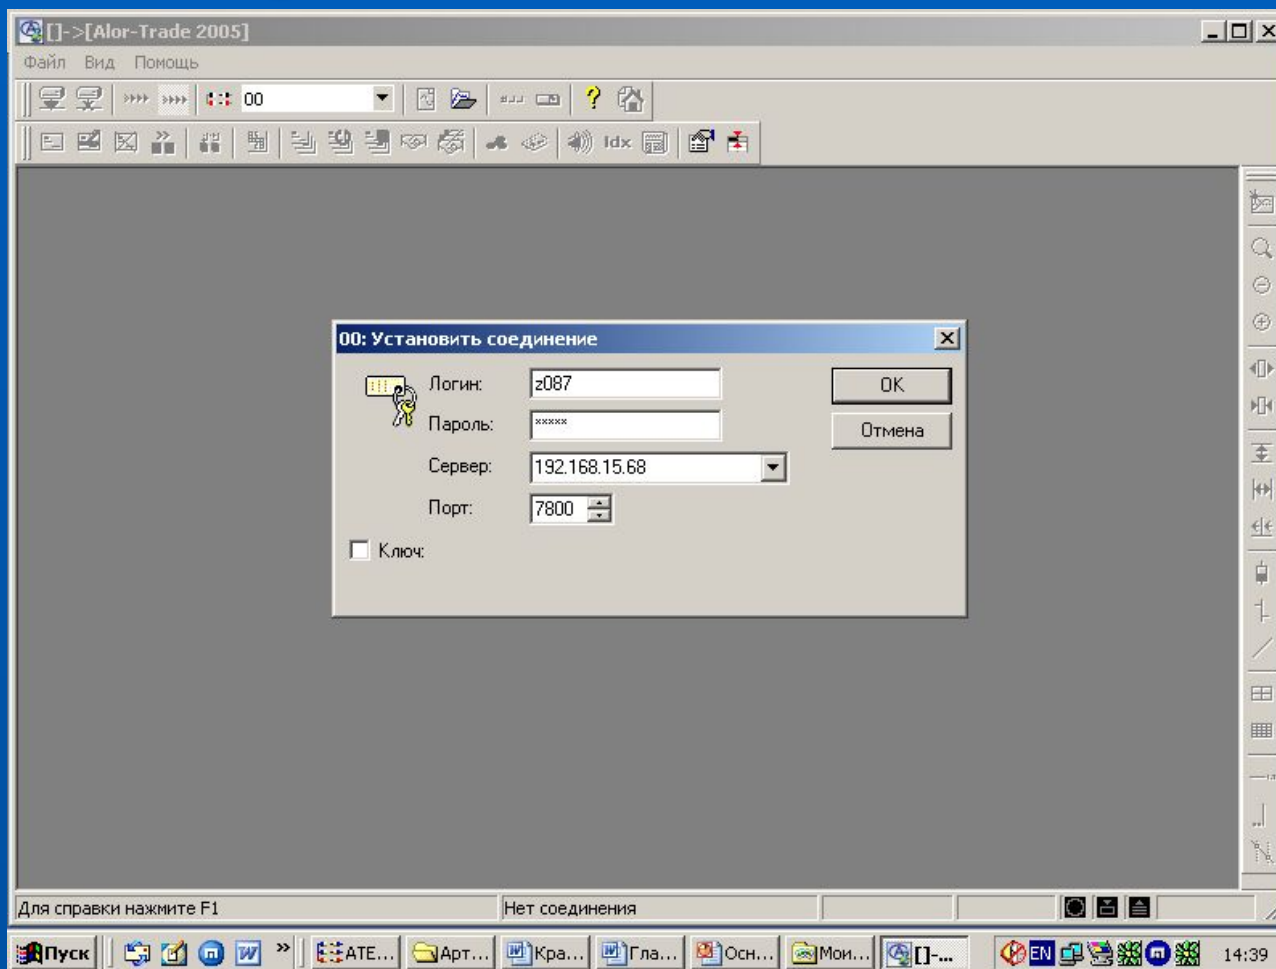 []->[Alor-Trade 2005]
Файл Вид Помощь
00
Idx
00: Установить соединение
Логин: z087 OK
Пароль: ***** Отмена
Сервер: 192.168.15.68
Порт: 7800
Ключ:
Для справки нажмите F1 Нет соединения
Пуск » ATE... Арт... Кра... Гла... Осн... Мои... []-... EN 14:39